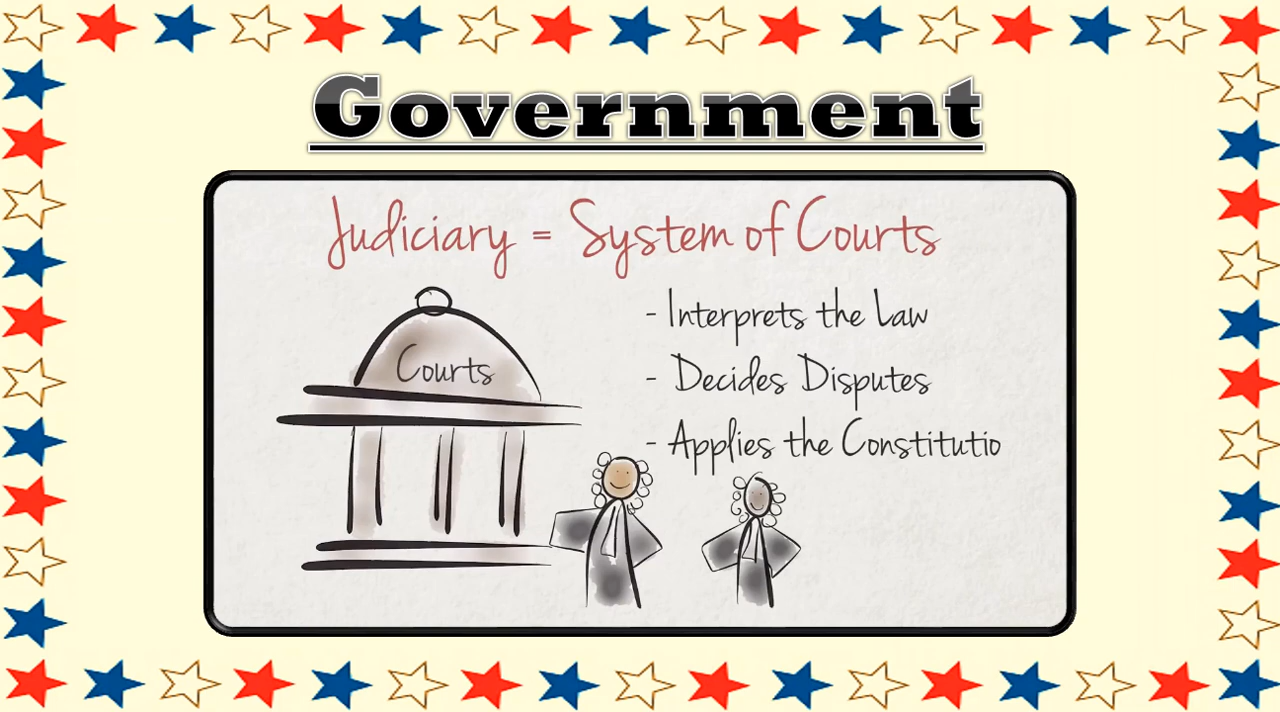 Government
Judiciary = System of Courts
- Interprets the Law
Courts
- Decides Disputes
- Applies the Constitutio